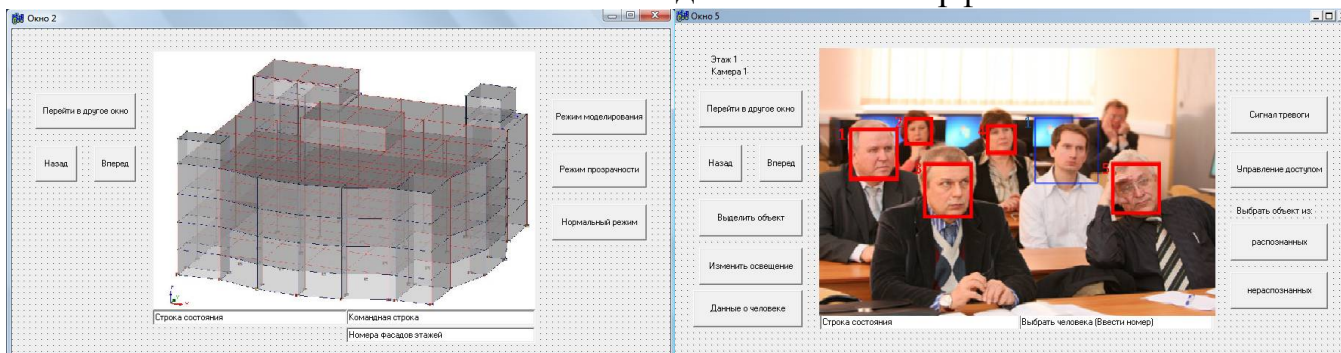 Окно 2
Перейти в другое окно
Назад
Вперед
Режим моделирования
Режим прозрачности
Нормальный режим
Строка состояния
Командная строка
Номера фасадов этажей
Окно 5
Этаж 1
Камера 1
Перейти в другое окно
Назад
Вперед
Выделить объект
Изменить освещение
Данные о человеке
1
5
Строка состояния
Выбрать человека (Ввести номер)
Сигнал тревоги
Управление доступом
Выбрать объект из:
распознанных
нераспознанных